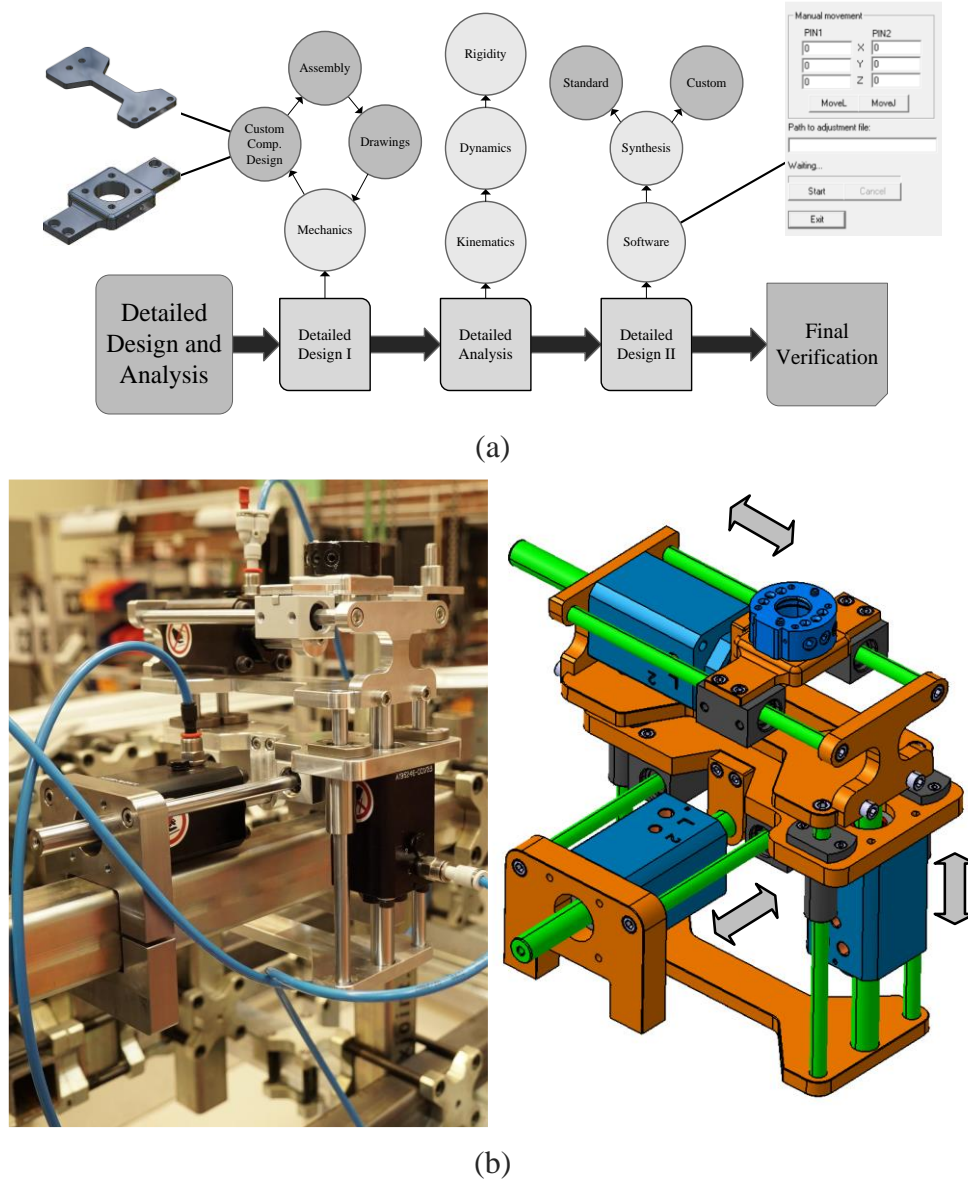 Assembly
Custom
Comp.
Design
Drawings
Mechanics
Rigidity
Dynamics
Kinematics
Standard
Custom
Synthesis
Software
Manual movement
PIN1
PIN2
0
X
0
0
Y
0
0
Z
0
MoveL
MoveJ
Path to adjustment file:
Waiting...
Start
Cancel
Exit
Detailed
Design and
Analysis
Detailed
Design I
Detailed
Analysis
Detailed
Design II
Final
Verification
(a)
L
2
L
2
(b)